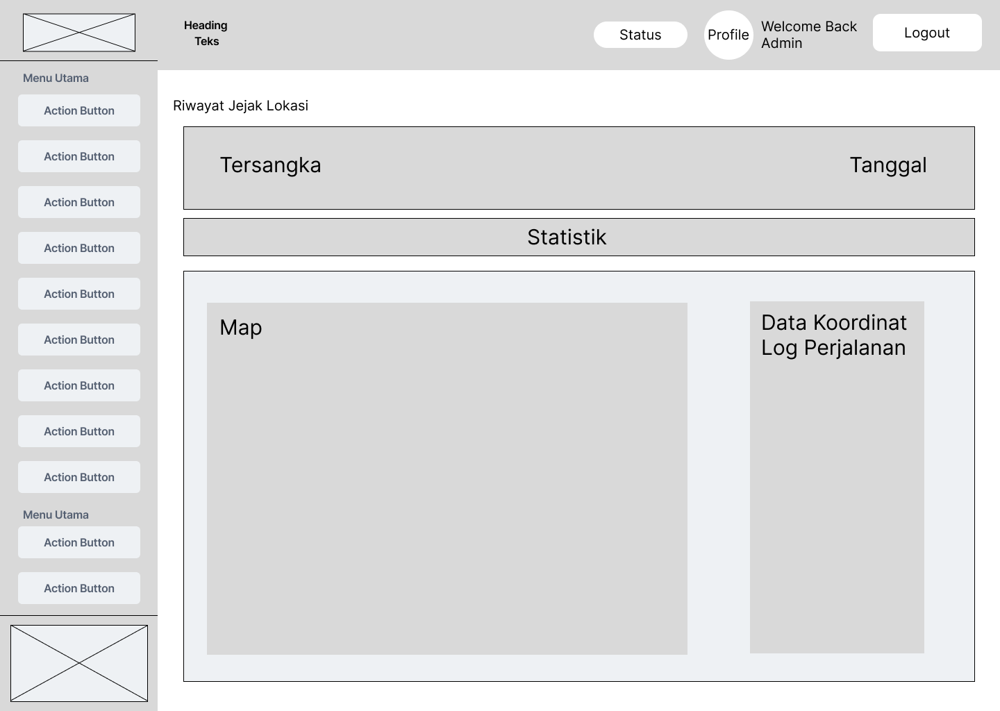 Heading
Teks
Status
Profile
Welcome Back
Admin
Logout
Menu Utama
Action Button
Action Button
Action Button
Action Button
Action Button
Action Button
Action Button
Action Button
Action Button
Menu Utama
Action Button
Action Button
Riwayat Jejak Lokasi
Tersangka
Tanggal
Statistik
Map
Data Koordinat
Log Perjalanan